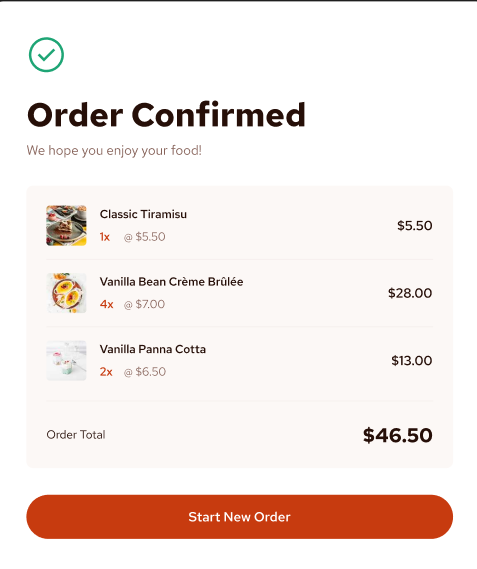 Order Confirmed
We hope you enjoy your food!
Classic Tiramisu
1x @ $5.50
$5.50
Vanilla Bean Crème Brûlée
4x @ $7.00
$28.00
Vanilla Panna Cotta
2x @ $6.50
$13.00
Order Total
$46.50
Start New Order